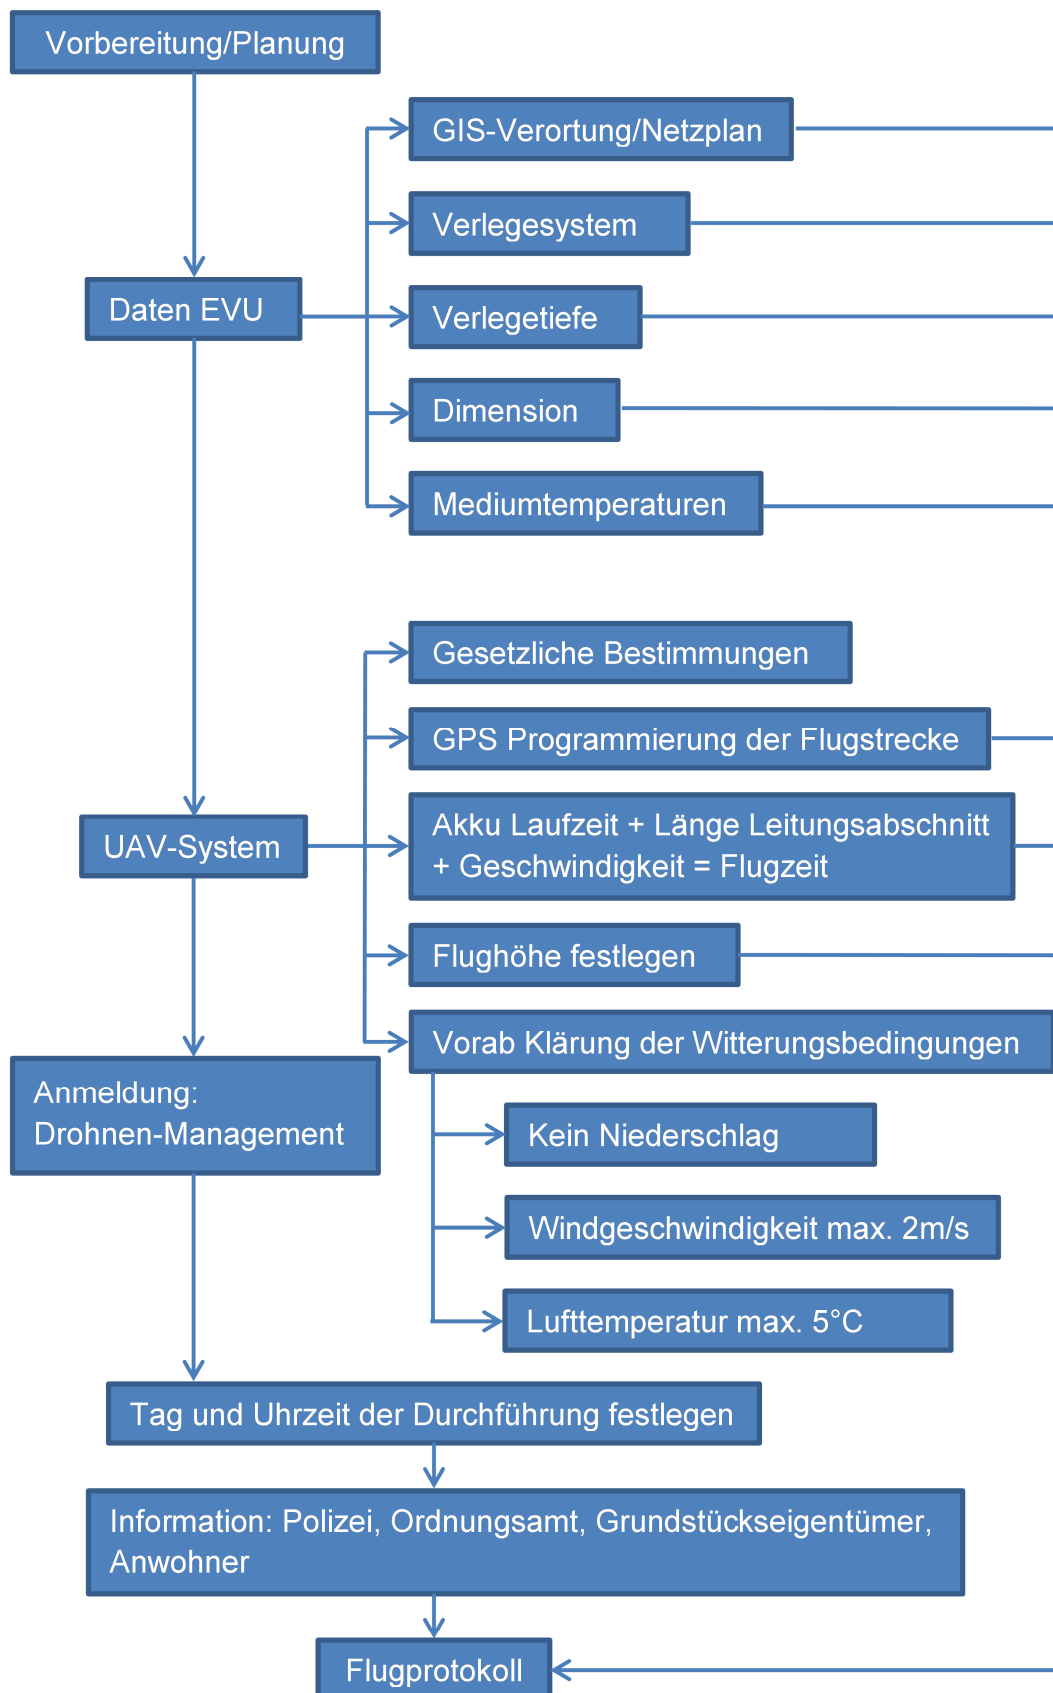 Vorbereitung/Planung
GIS-Verortung/Netzplan
Verlegesystem
Daten EVU
Verlegetiefe
Dimension
Mediumtemperaturen
Gesetzliche Bestimmungen
GPS Programmierung der Flugstrecke
UAV-System
Akku Laufzeit + Länge Leitungsabschnitt
+ Geschwindigkeit = Flugzeit
Flughöhe festlegen
Vorab Klärung der Witterungsbedingungen
Anmeldung:
Drohnen-Management
Kein Niederschlag
Windgeschwindigkeit max. 2m/s
Lufttemperatur max. 5°C
Tag und Uhrzeit der Durchführung festlegen
Information: Polizei, Ordnungsamt, Grundstückseigentümer,
Anwohner
Flugprotokoll